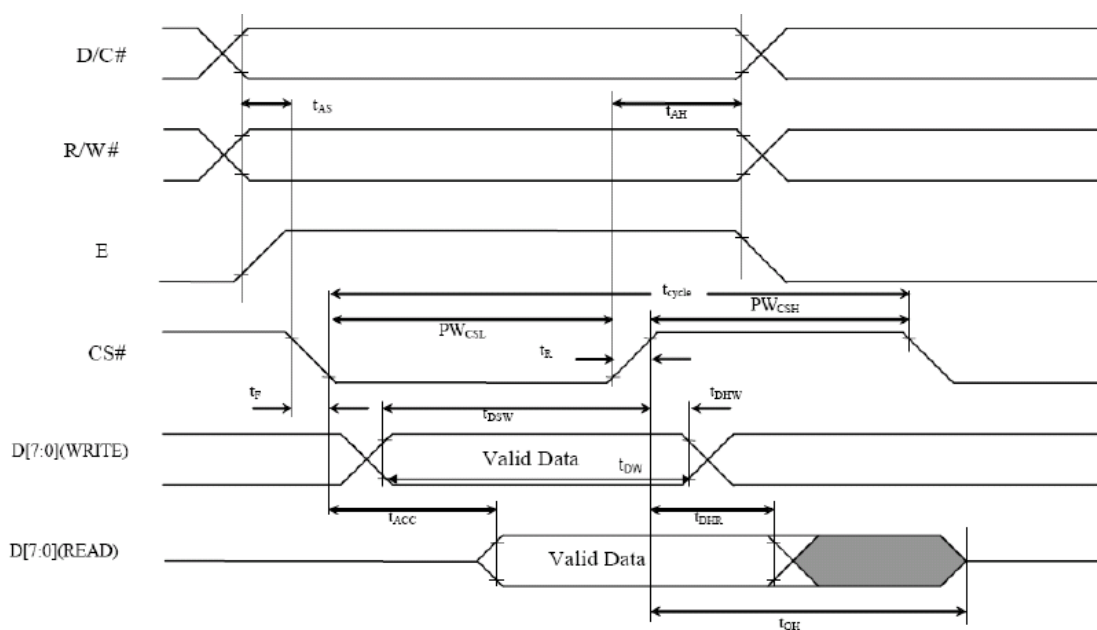 D/C#
tAS
tAH
R/W#
E
tcycle
PWCSL
PWCSH
CS#
tR
tF
tDSW
tDHW
D[7:0](WRITE)
Valid Data
tDW
tACC
tDHR
D[7:0](READ)
Valid Data
tOH